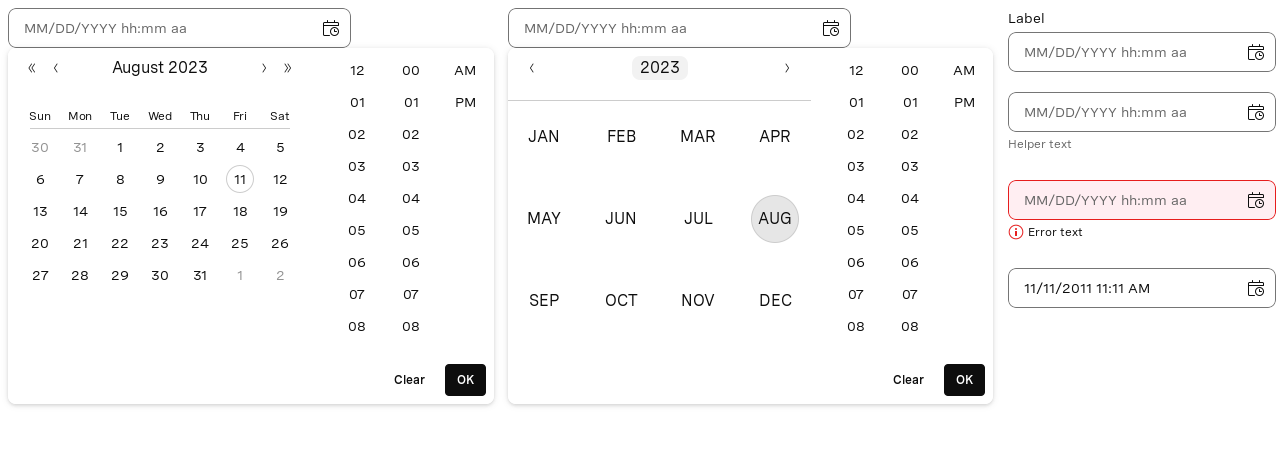 MM/DD/YYYY hh:mm aa
« ‹ August 2023 › »
Sun Mon Tue Wed Thu Fri Sat
30 31 1 2 3 4 5
6 7 8 9 10 11 12
13 14 15 16 17 18 19
20 21 22 23 24 25 26
27 28 29 30 31 1 2
12 00 AM
01 01 PM
02 02
03 03
04 04
05 05
06 06
07 07
08 08
Clear OK
MM/DD/YYYY hh:mm aa
‹ 2023 ›
JAN FEB MAR APR
MAY JUN JUL AUG
SEP OCT NOV DEC
12 00 AM
01 01 PM
02 02
03 03
04 04
05 05
06 06
07 07
08 08
Clear OK
Label
MM/DD/YYYY hh:mm aa
MM/DD/YYYY hh:mm aa
Helper text
MM/DD/YYYY hh:mm aa
Error text
11/11/2011 11:11 AM